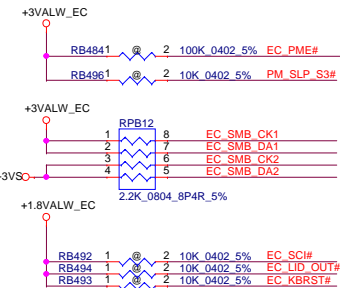 +3VALW_EC
RB484 1 @ 2 100K_0402_5% EC_PME#
RB496 1 @ 2 10K_0402_5% PM_SLP_S3#
+3VALW_EC
RPB12
1 8 EC_SMB_CK1
2 7 EC_SMB_DA1
3 6 EC_SMB_CK2
+3VS 4 5 EC_SMB_DA2
2.2K_0804_8P4R_5%
+1.8VALW_EC
RB492 1 @ 2 10K_0402_5% EC_SCI#
RB494 1 @ 2 10K_0402_5% EC_LID_OUT#
RB493 1 @ 2 10K_0402_5% EC_KBRST#